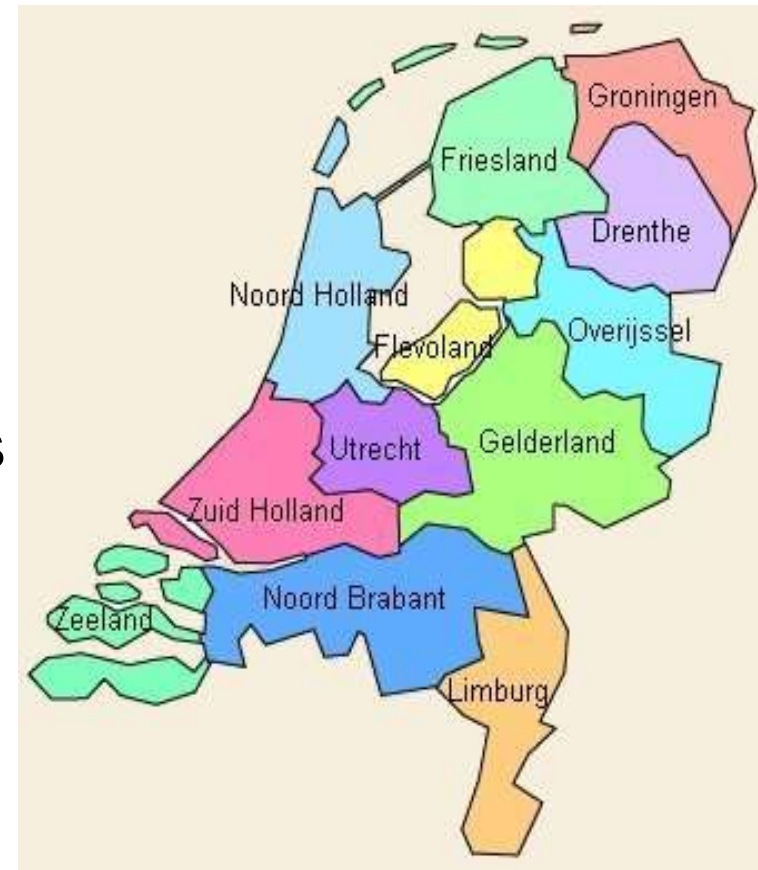 Groningen
Friesland
Drenthe
Noord Holland
Overijssel
Flevoland
Utrecht
Gelderland
s
Zuid Holland
Noord Brabant
Zeeland
Limburg